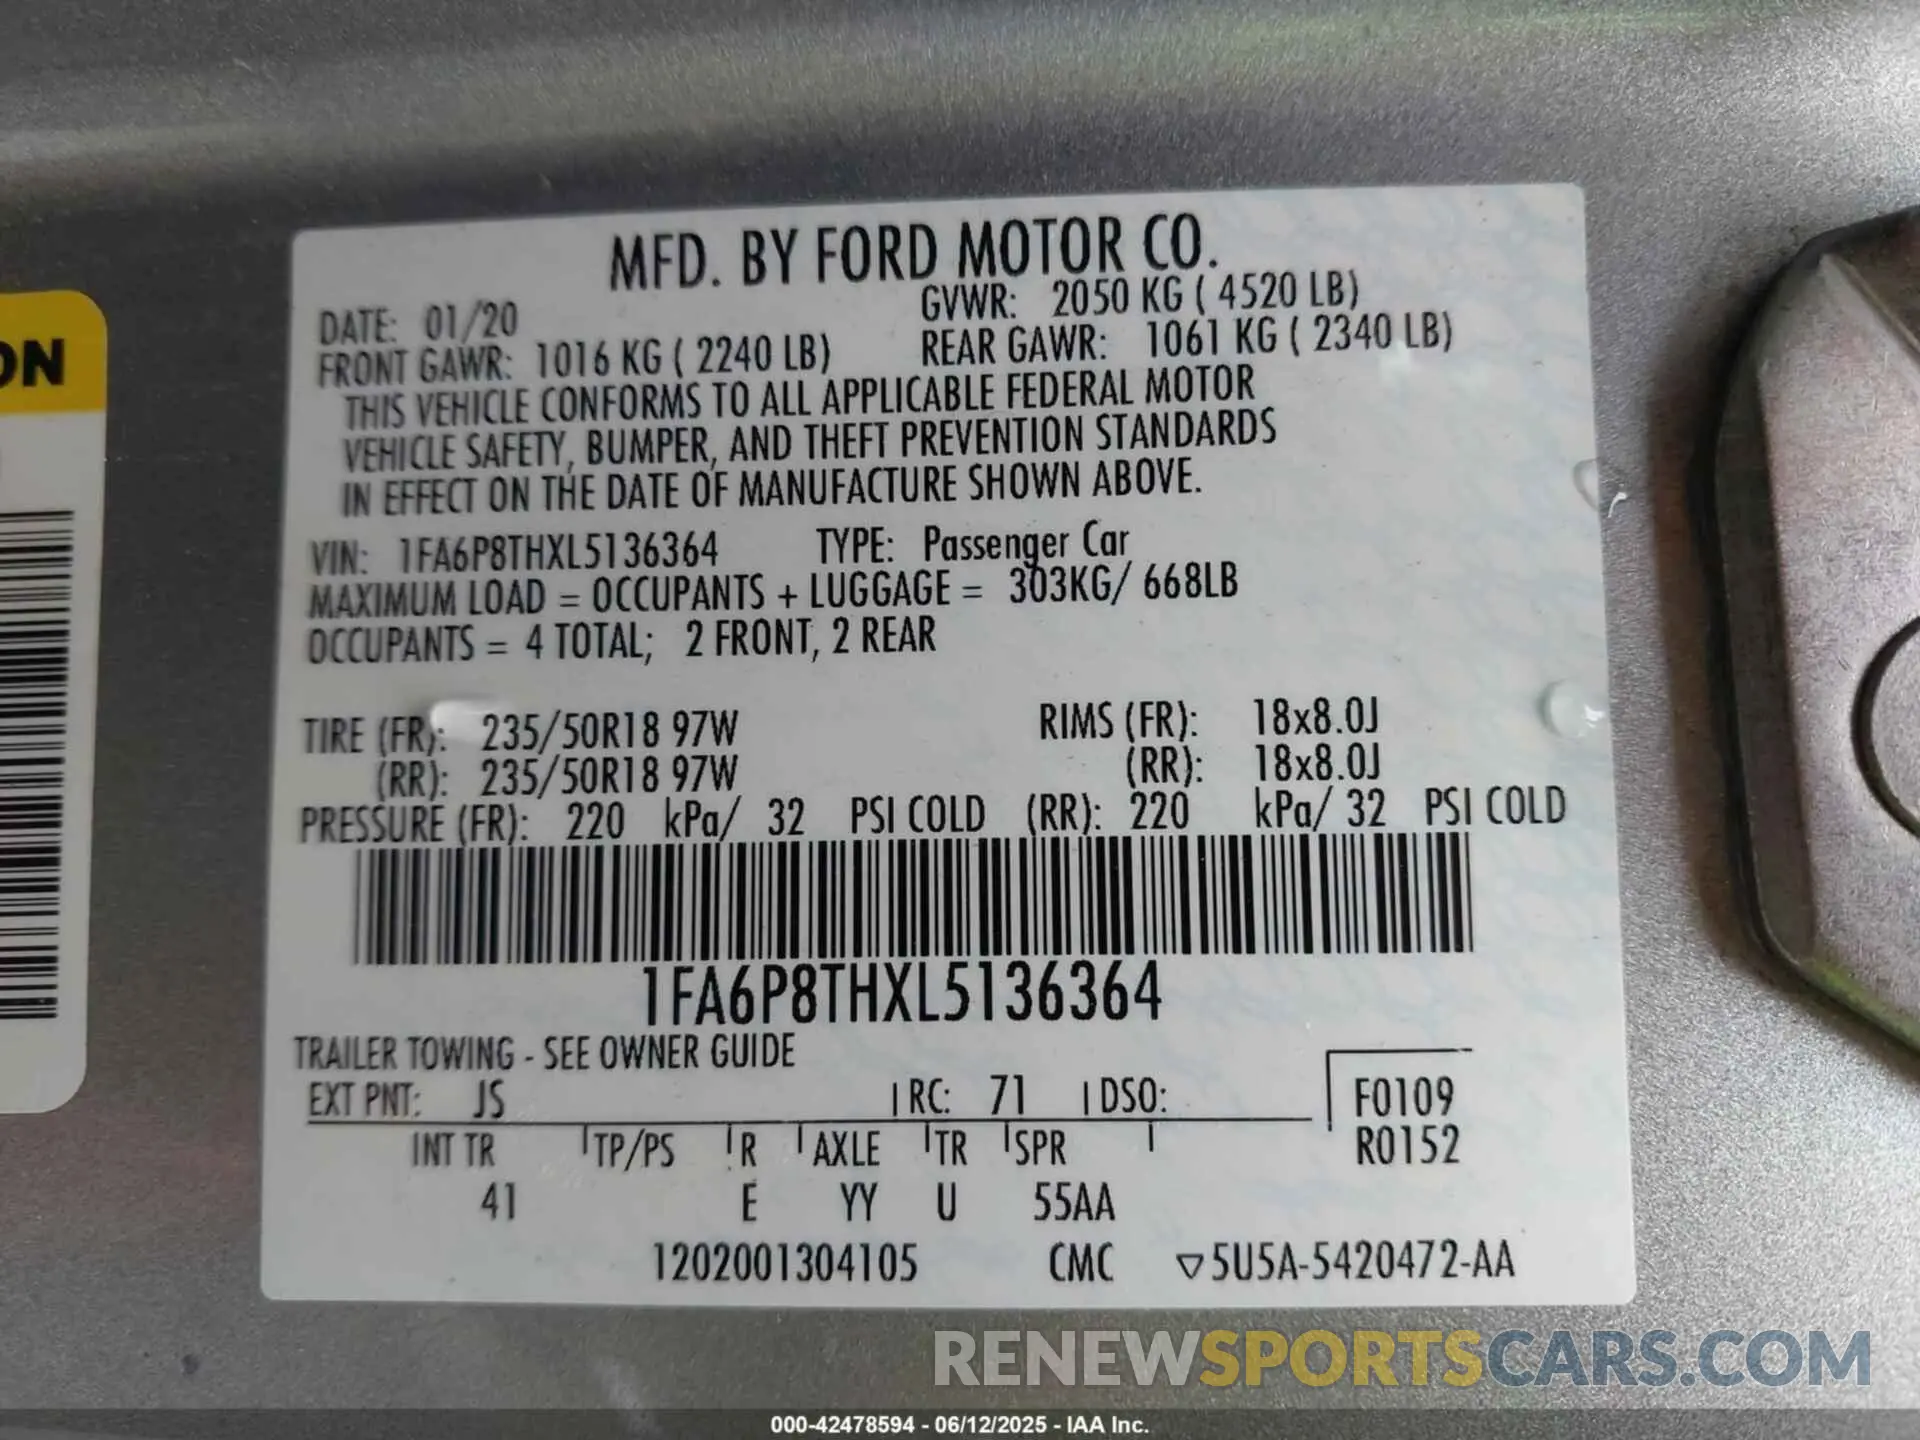 ON
MFD. BY FORD MOTOR CO.
DATE: 01/20 GVWR: 2050 KG ( 4520 LB)
FRONT GAWR: 1016 KG ( 2240 LB) REAR GAWR: 1061 KG ( 2340 LB)
THIS VEHICLE CONFORMS TO ALL APPLICABLE FEDERAL MOTOR
VEHICLE SAFETY, BUMPER, AND THEFT PREVENTION STANDARDS
IN EFFECT ON THE DATE OF MANUFACTURE SHOWN ABOVE.
VIN: 1FA6P8THXL5136364 TYPE: Passenger Car
MAXIMUM LOAD = OCCUPANTS + LUGGAGE = 303KG/ 668LB
OCCUPANTS = 4 TOTAL; 2 FRONT, 2 REAR
TIRE (FR): 235/50R18 97W RIMS (FR): 18x8.0J
(RR): 235/50R18 97W (RR): 18x8.0J
PRESSURE (FR): 220 kPa/ 32 PSI COLD (RR): 220 kPa/ 32 PSI COLD
1FA6P8THXL5136364
TRAILER TOWING - SEE OWNER GUIDE
EXT PNT: JS RC: 71 DSO: F0109
INT TR TP/PS R AXLE TR SPR R0152
41 E YY U 55AA
1202001304105 CMC ▽5U5A-5420472-AA
RENEWSPORTSCARS.COM
000-42478594 - 06/12/2025 - IAA Inc.